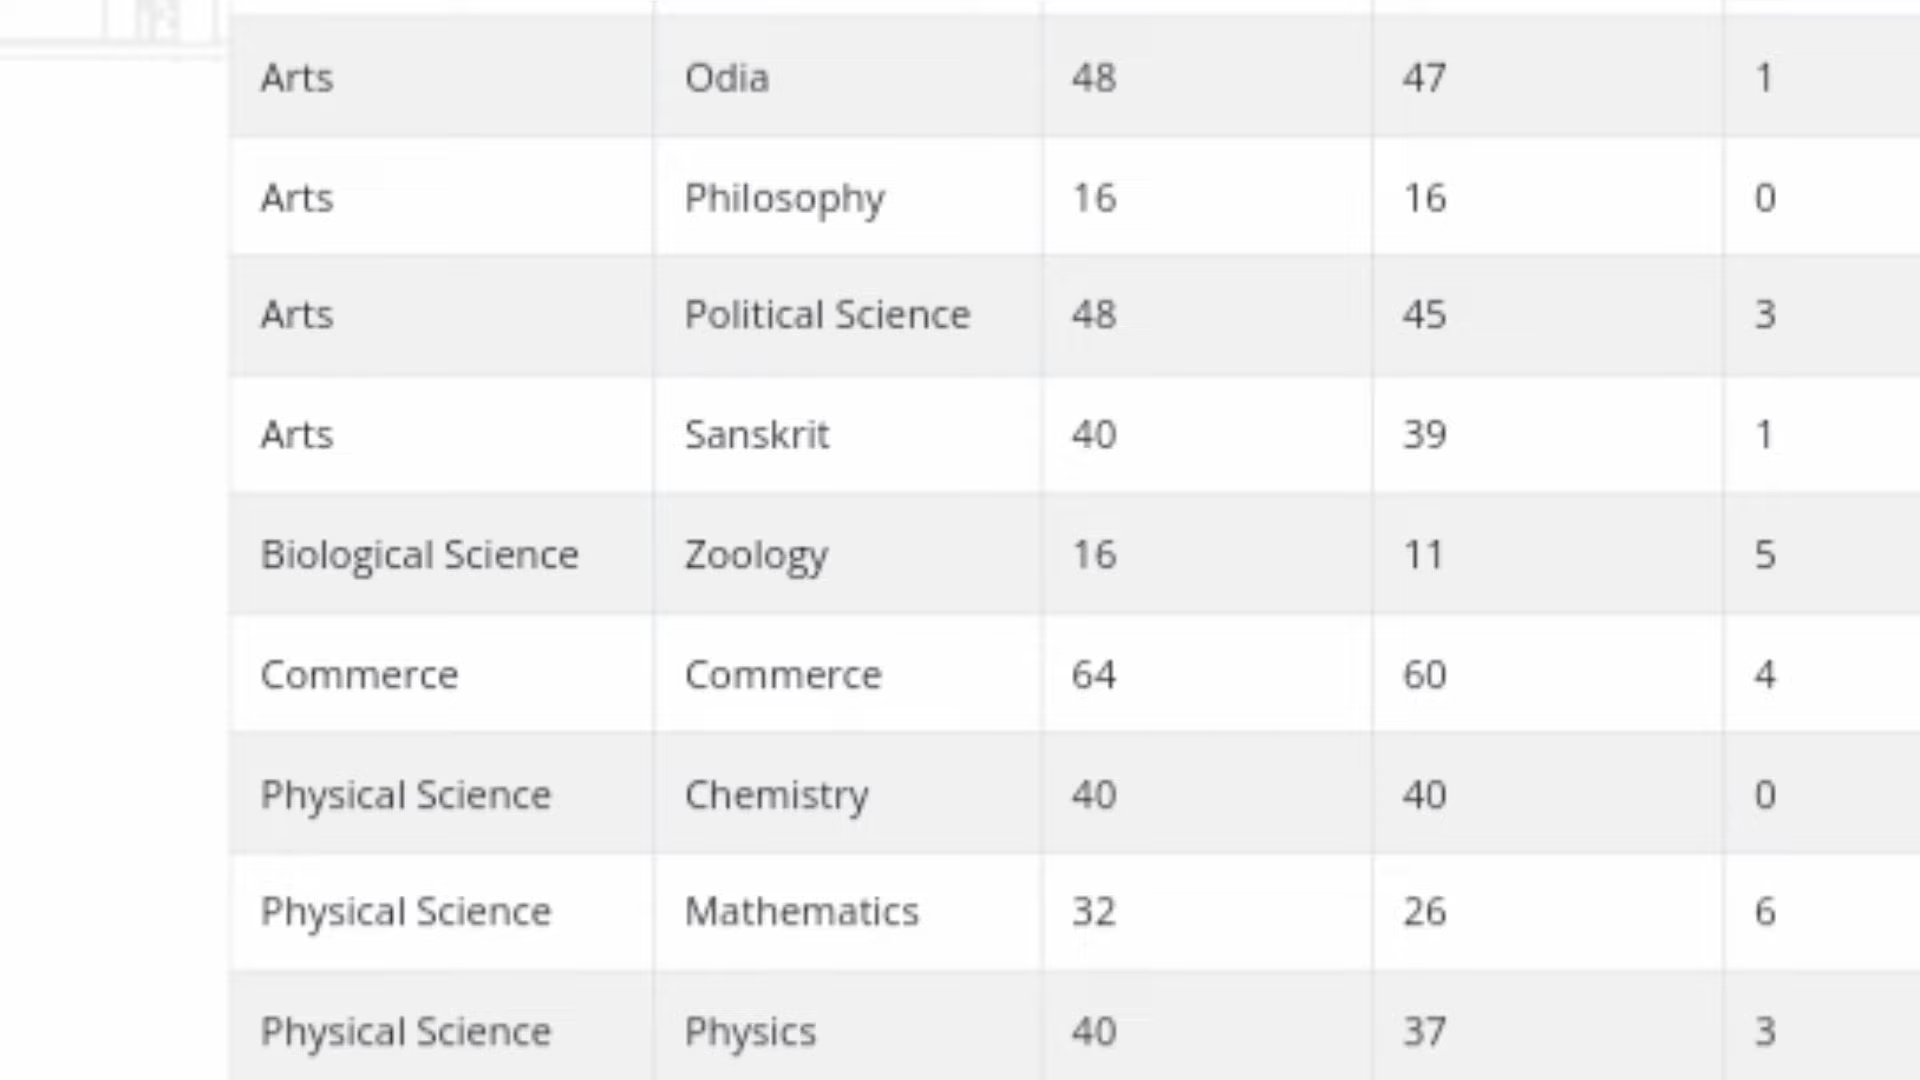 Arts Odia 48 47 1
Arts Philosophy 16 16 0
Arts Political Science 48 45 3
Arts Sanskrit 40 39 1
Biological Science Zoology 16 11 5
Commerce Commerce 64 60 4
Physical Science Chemistry 40 40 0
Physical Science Mathematics 32 26 6
Physical Science Physics 40 37 3